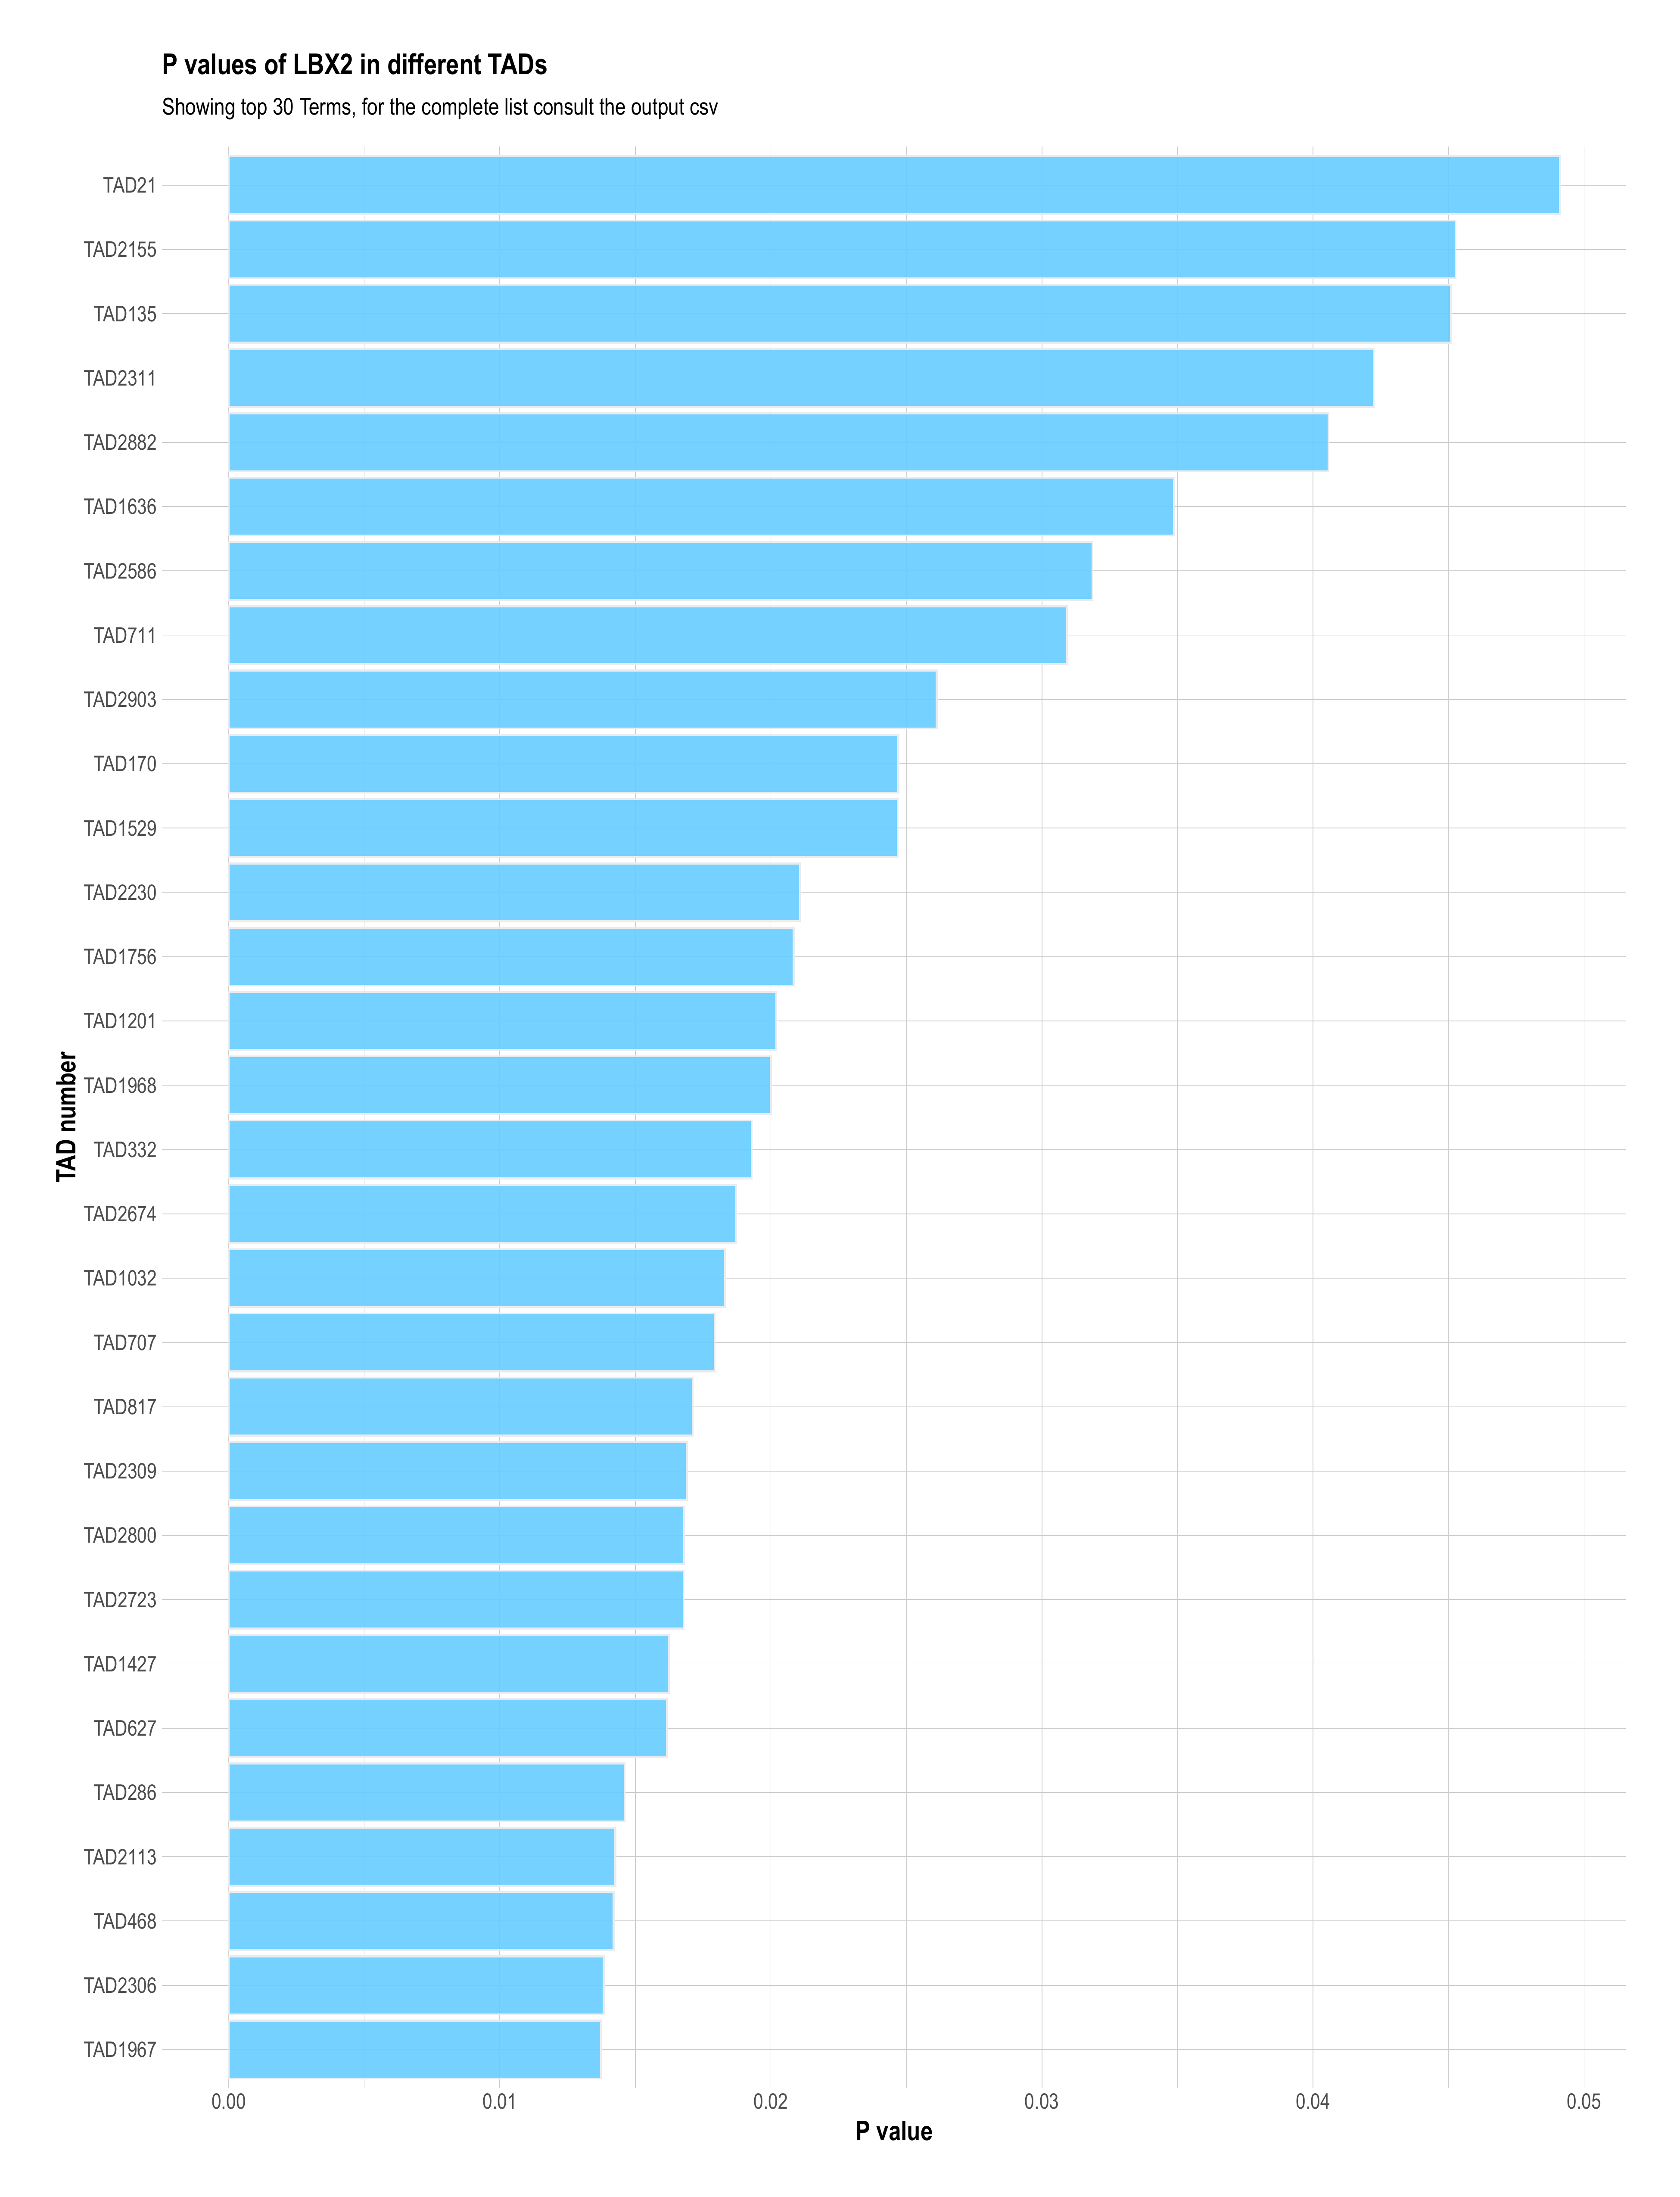 P values of LBX2 in different TADs
Showing top 30 Terms, for the complete list consult the output csv
TAD21
TAD2155
TAD135
TAD2311
TAD2882
TAD1636
TAD2586
TAD711
TAD2903
TAD170
TAD1529
TAD2230
TAD1756
TAD1201
TAD1968
TAD332
TAD2674
TAD1032
TAD707
TAD817
TAD2309
TAD2800
TAD2723
TAD1427
TAD627
TAD286
TAD2113
TAD468
TAD2306
TAD1967
TAD number
0.00 0.01 0.02 0.03 0.04 0.05
P value